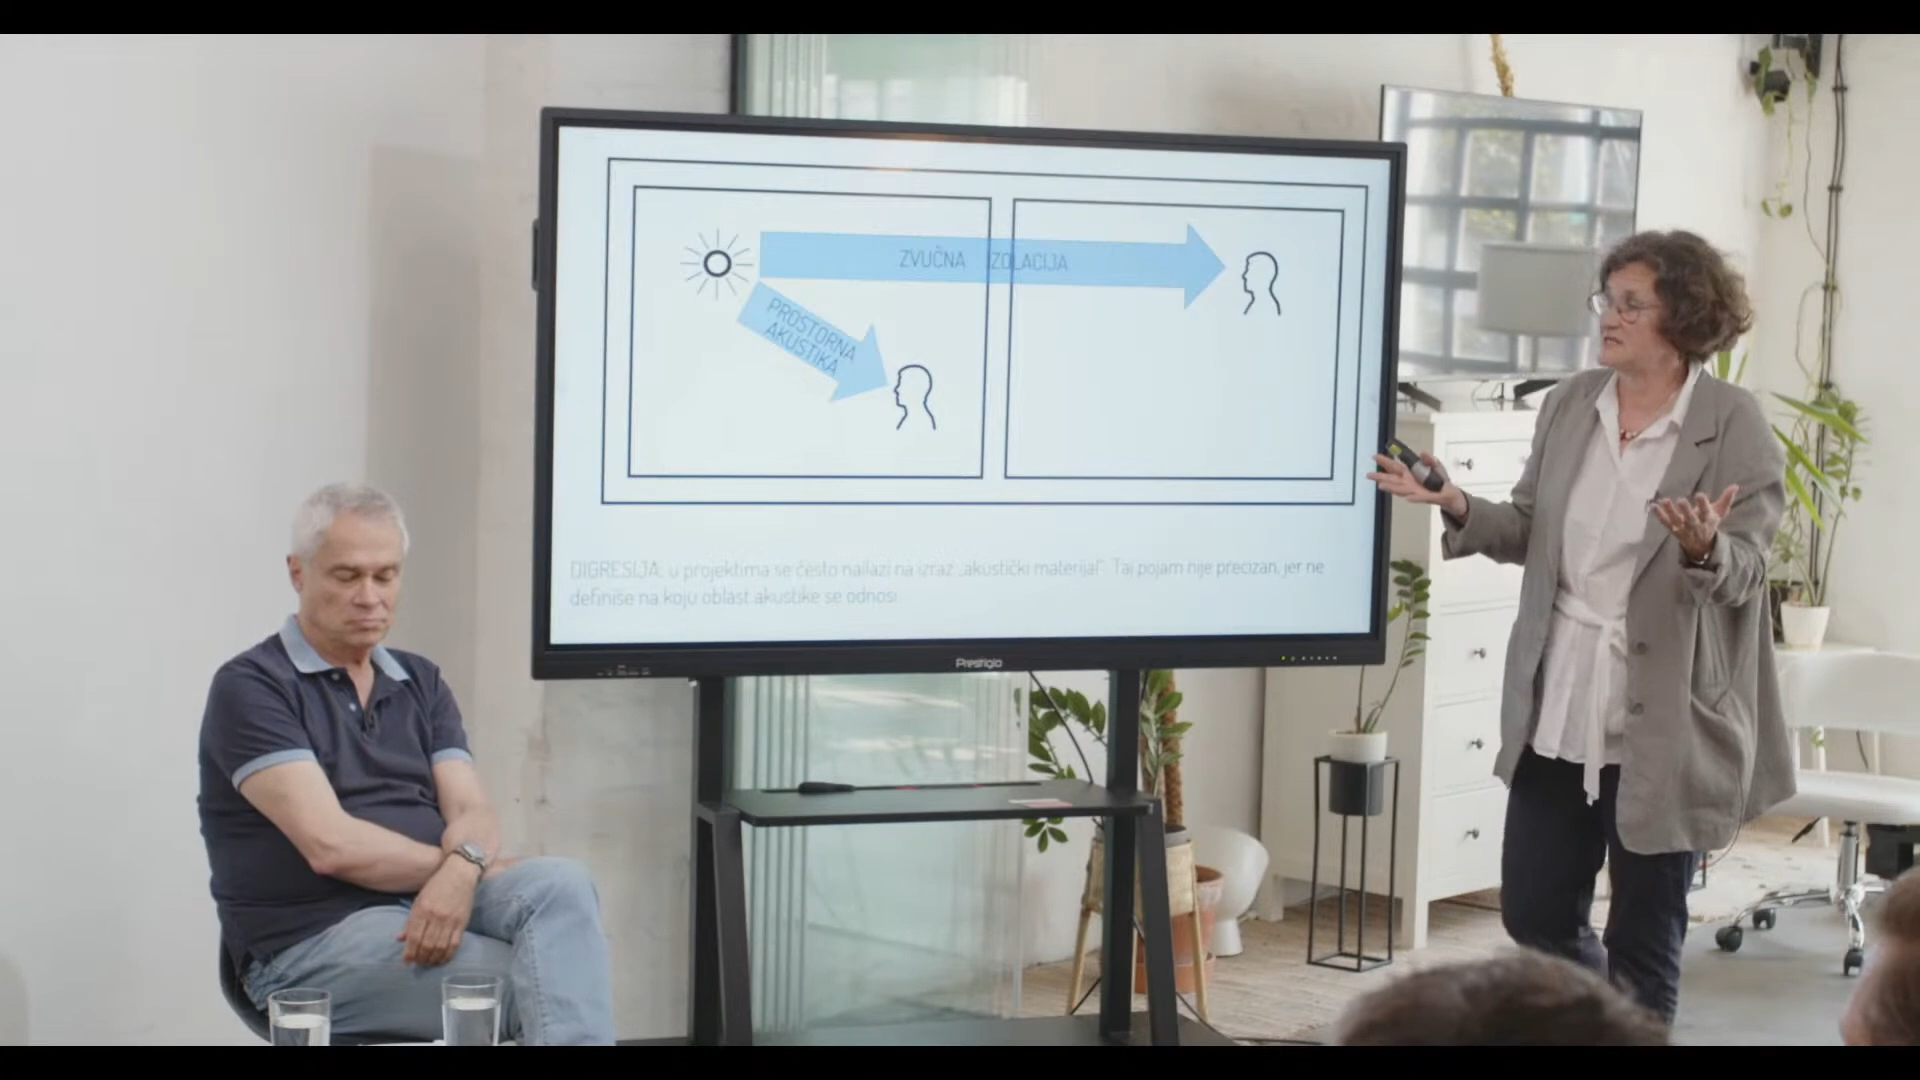 ZVUČNA IZOLACIJA
PROSTORNA
AKUSTIKA
DIGRESIJA: u projektima se često nailazi na izraz „akustički materijal“. Taj pojam nije precizan, jer ne
definiše na koju oblast akustike se odnosi.
Prestigio